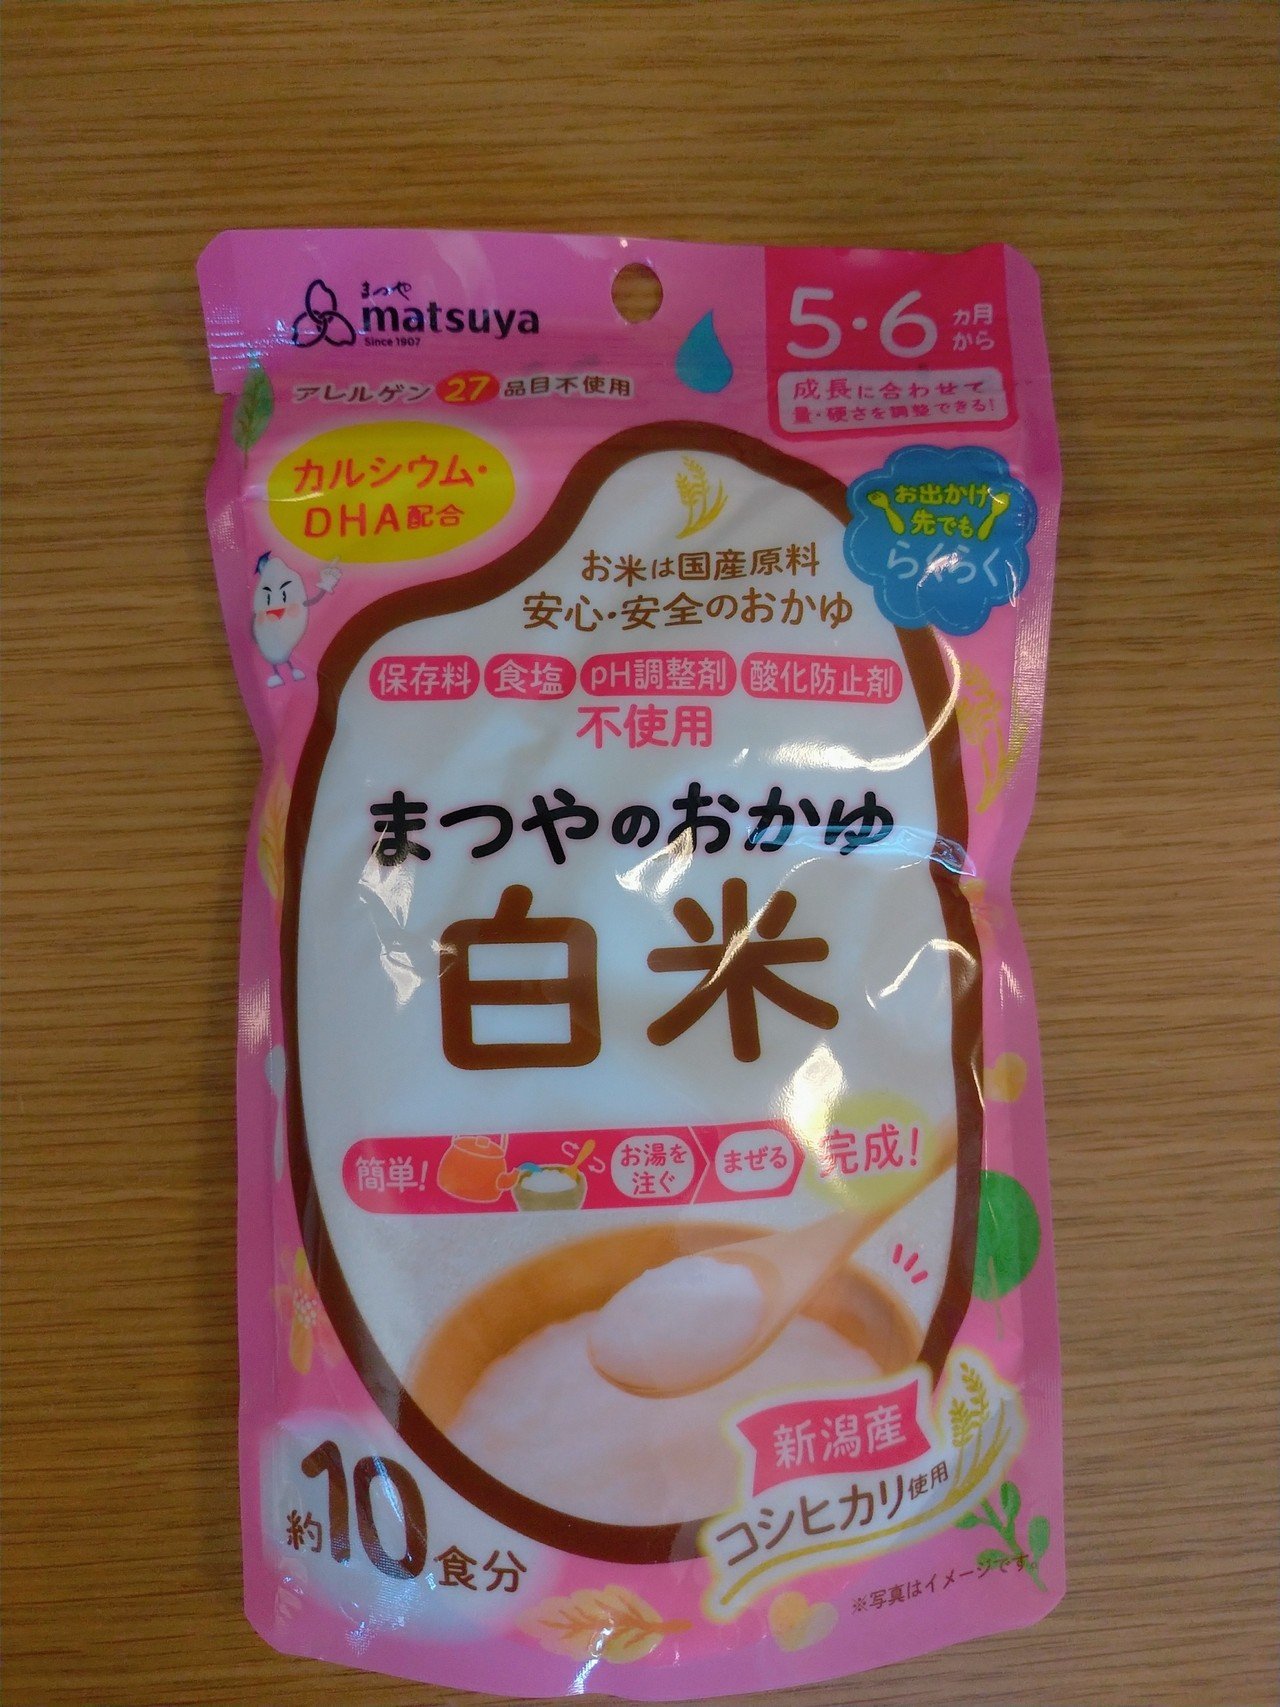 まつや
matsuya
Since 1907
5・6ヵ月から
成長に合わせて
量・硬さを調整できる!
アレルゲン27品目不使用
カルシウム・
DHA配合
お出かけ
先でも
らくらく
お米は国産原料
安心・安全のおかゆ
保存料 食塩 pH調整剤 酸化防止剤
不使用
まつやのおかゆ
白米
簡単! お湯を注ぐ まぜる 完成!
新潟産
コシヒカリ使用
約10食分
※写真はイメージです。